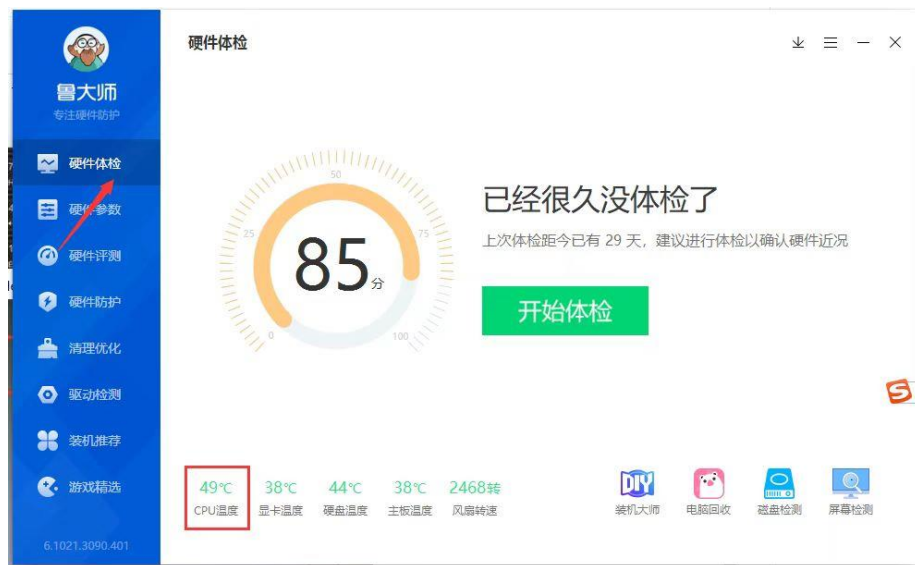 硬件体检
鲁大师
专注硬件防护
硬件体检
硬件参数
硬件评测
硬件防护
清理优化
驱动检测
装机推荐
游戏精选
6.1021.3090.401
50
25
75
0
100
85分
已经很久没体检了
上次体检距今已有 29 天，建议进行体检以确认硬件近况
开始体检
49℃ 38℃ 44℃ 38℃ 2468转
CPU温度 显卡温度 硬盘温度 主板温度 风扇转速
DIY
装机大师 电脑回收 磁盘检测 屏幕检测
S